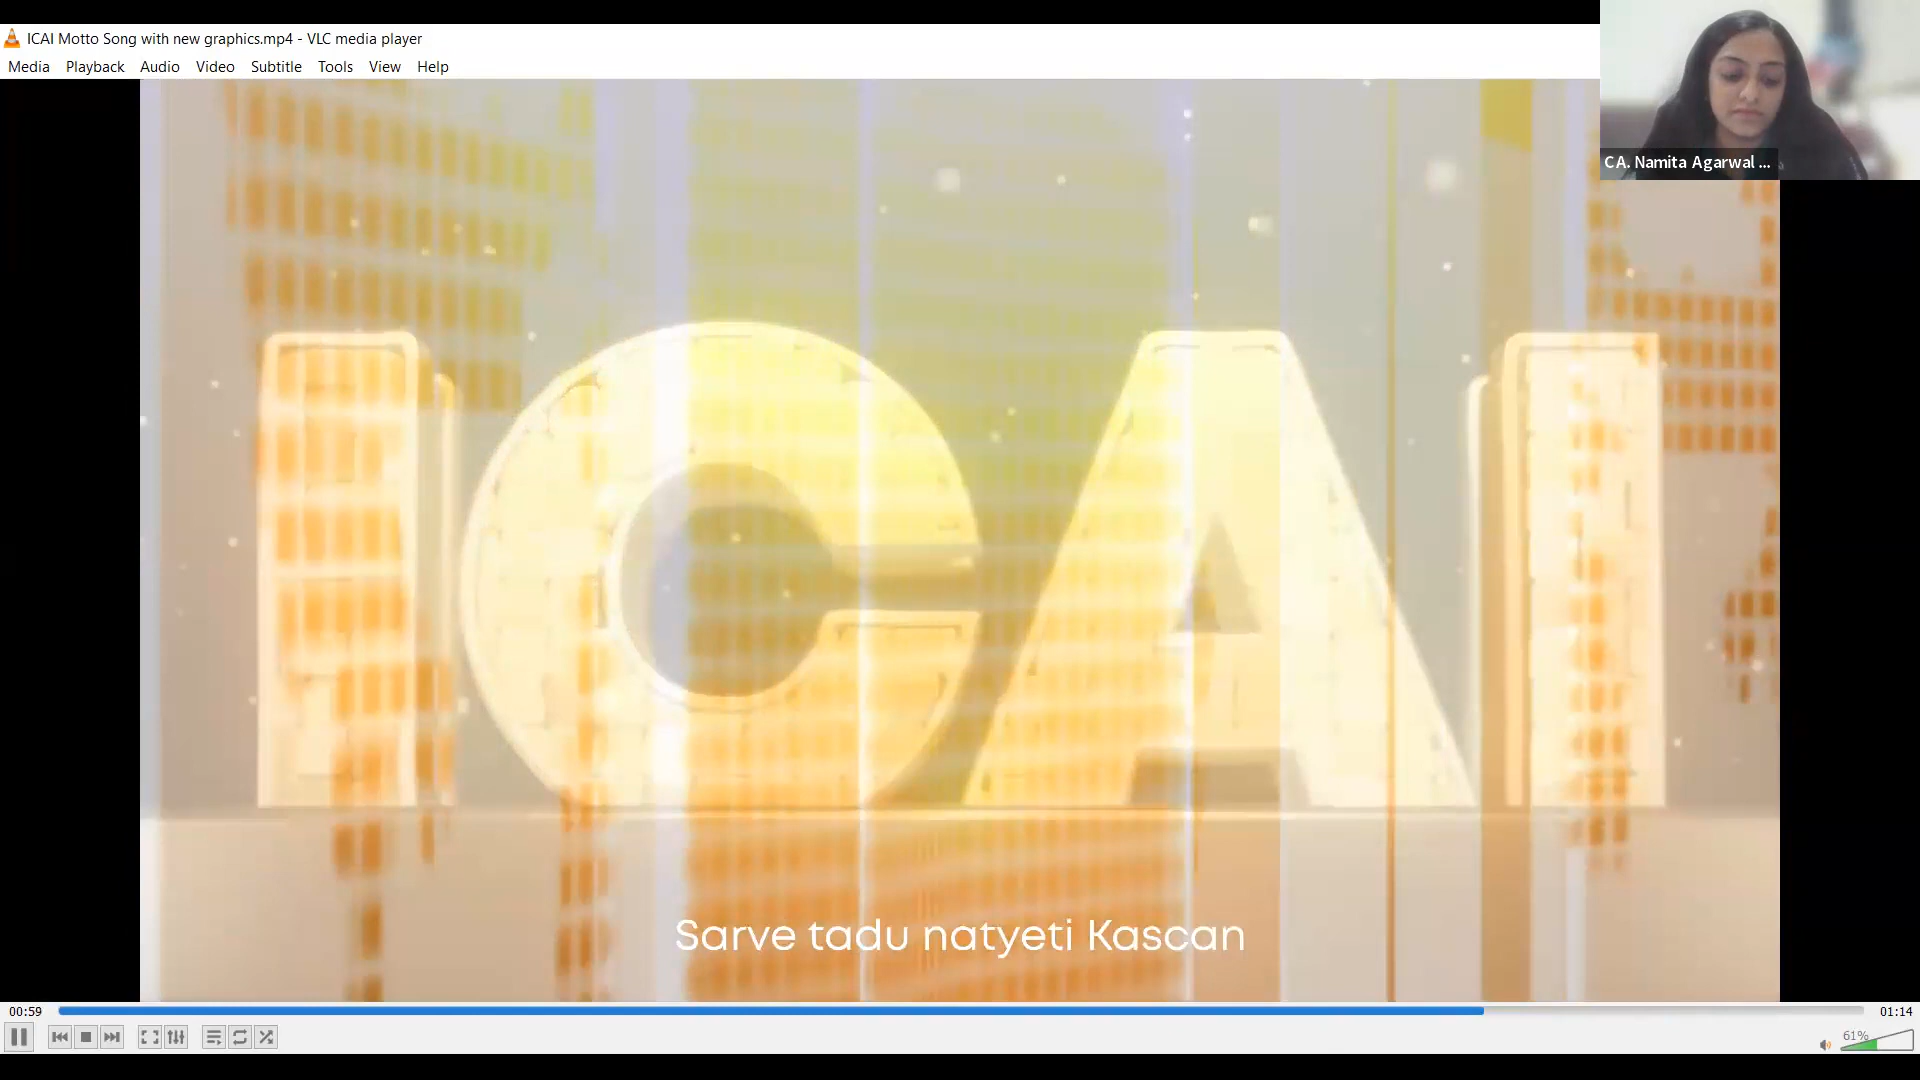 ICAI Motto Song with new graphics.mp4 - VLC media player
Media Playback Audio Video Subtitle Tools View Help
CA. Namita Agarwal ...
ICAI
Sarve tadu natyeti Kascan
00:59
01:14
61%